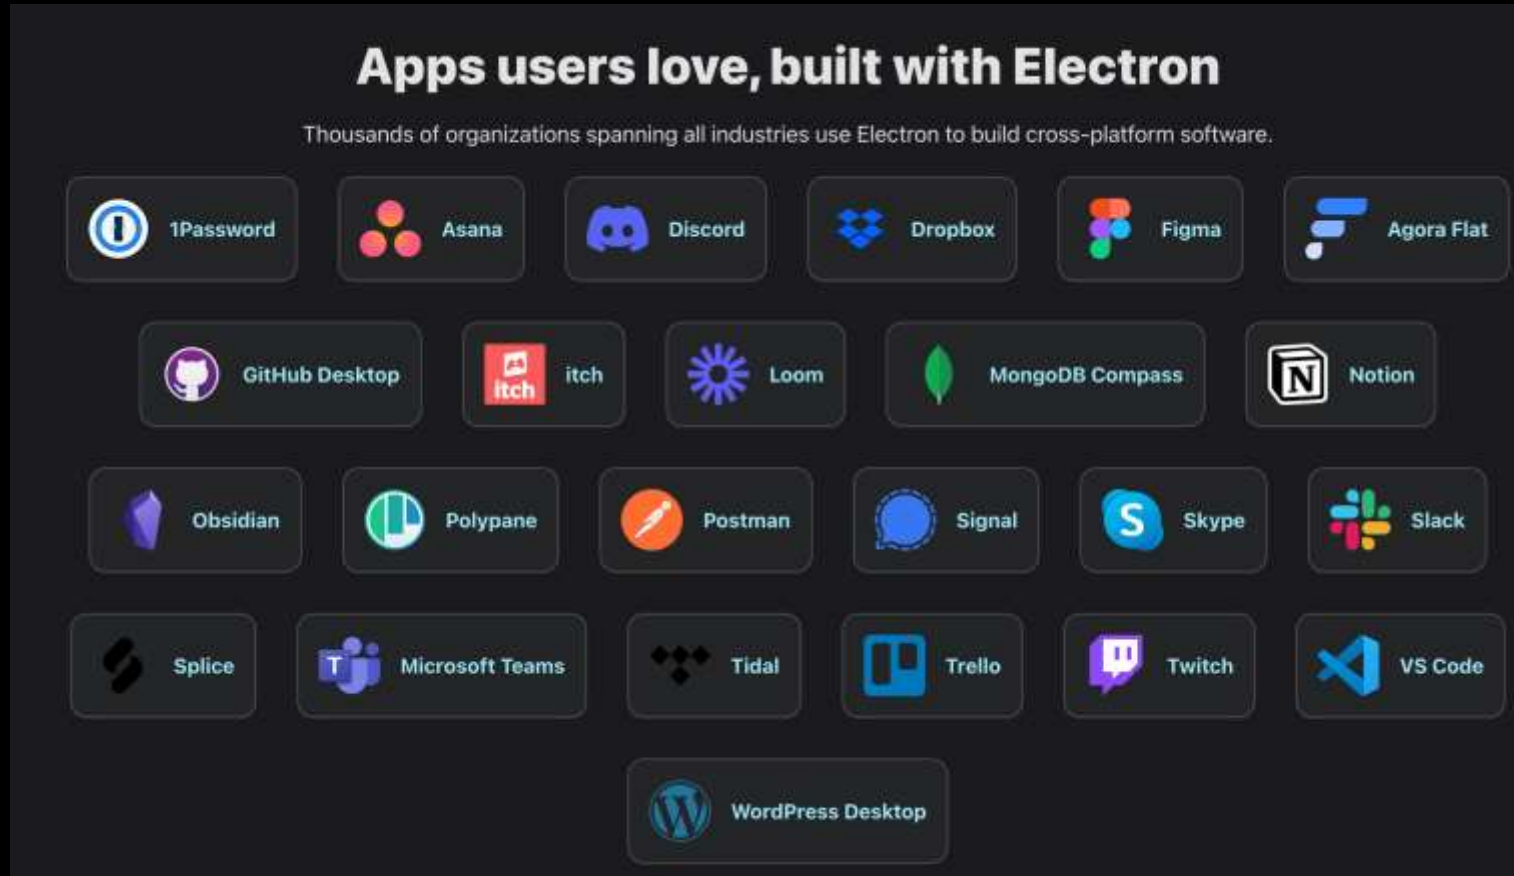 Apps users love, built with Electron
Thousands of organizations spanning all industries use Electron to build cross-platform software.
1Password Asana Discord Dropbox Figma Agora Flat
GitHub Desktop itch itch Loom MongoDB Compass N Notion
Obsidian Polypane Postman Signal S Skype Slack
Splice T Microsoft Teams Tidal Trello Twitch VS Code
W WordPress Desktop